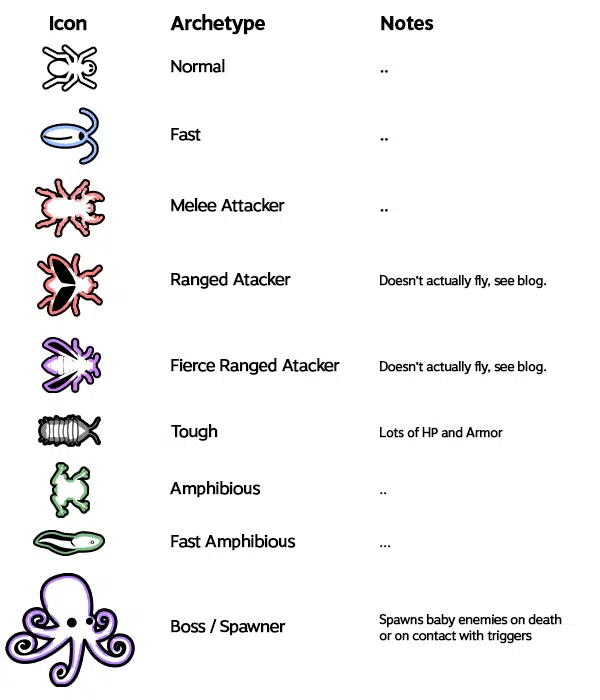 Icon Archetype Notes
Normal ..
Fast ..
Melee Attacker ..
Ranged Atacker Doesn't actually fly, see blog.
Fierce Ranged Atacker Doesn't actually fly, see blog.
Tough Lots of HP and Armor
Amphibious ..
Fast Amphibious ...
Boss / Spawner Spawns baby enemies on death
or on contact with triggers